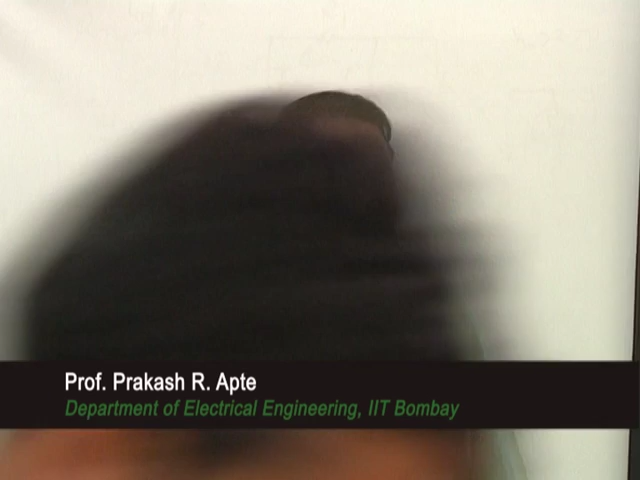 Prof. Prakash R. Apte
Department of Electrical Engineering, IIT Bombay